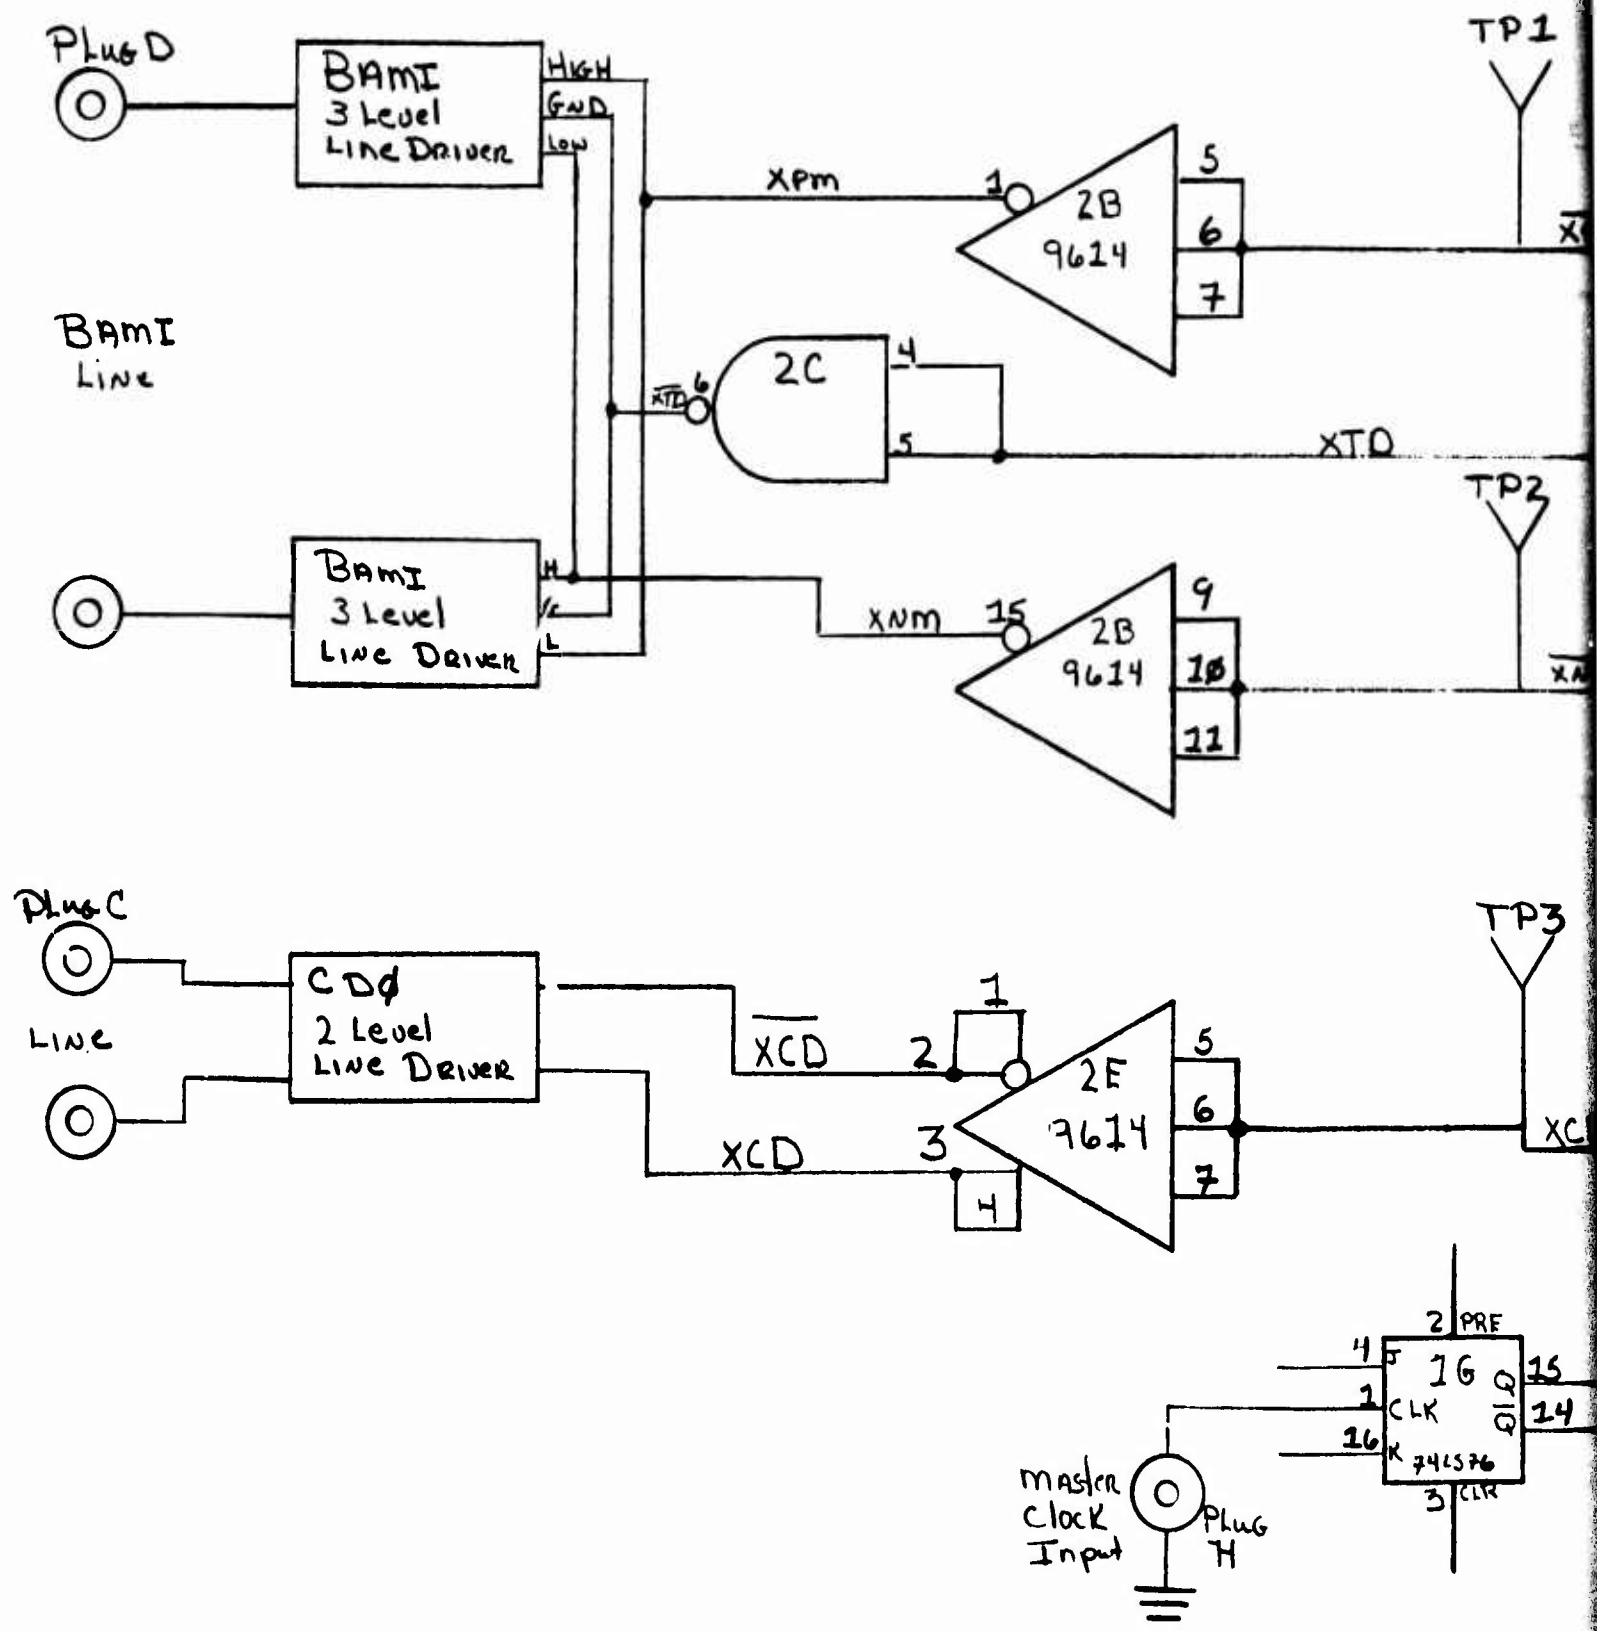 PLUG D
BAMI
3 Level
LINE DRIVER
HIGH
GND
LOW
XPM
1
2B
9614
5
6
7
TP1
BAMI
LINE
2C
6
X̅T̅D̅
4
5
XTD
TP2
BAMI
3 Level
LINE DRIVER
H
L
XNM
15
2B
9614
9
10
11
PLUG C
LINE
CDØ
2 Level
LINE DRIVER
X̅C̅D̅
XCD
1
2
3
4
2E
9614
5
6
7
TP3
2 PRE
4 J
1G
Q 15
1 CLK
Q̅ 14
16 K
74LS76
3 CLR
MASTER
Clock
Input
PLUG
H